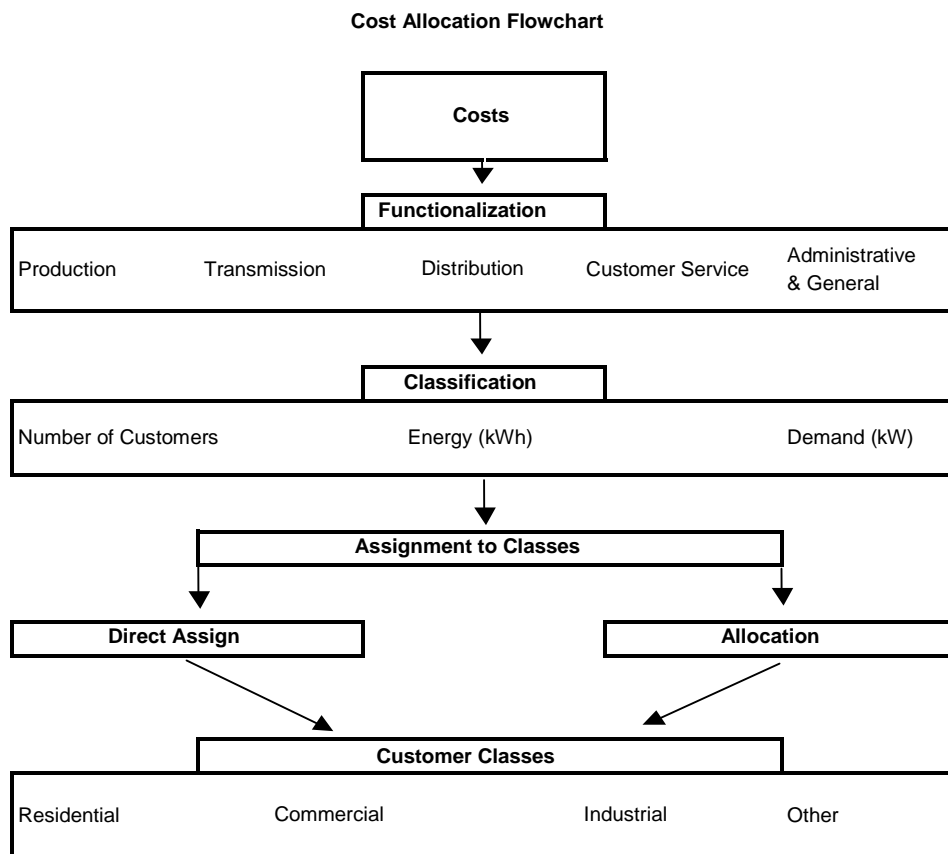 Cost Allocation Flowchart
Costs
Functionalization
Production Transmission Distribution Customer Service Administrative
& General
Classification
Number of Customers Energy (kWh) Demand (kW)
Assignment to Classes
Direct Assign Allocation
Customer Classes
Residential Commercial Industrial Other